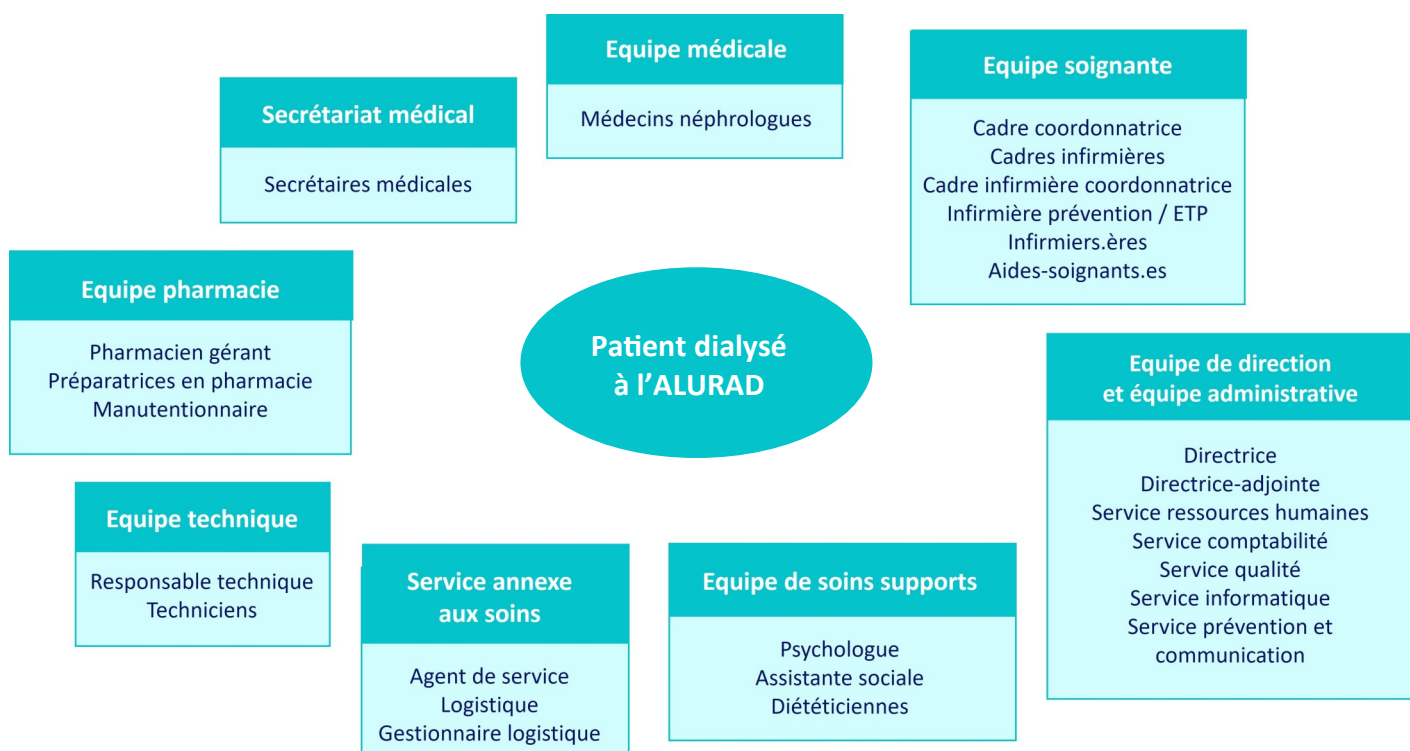 Equipe médicale
Médecins néphrologues
Equipe soignante
Cadre coordonnatrice
Cadres infirmières
Cadre infirmière coordonnatrice
Infirmière prévention / ETP
Infirmiers.ères
Aides-soignants.es
Secrétariat médical
Secrétaires médicales
Equipe pharmacie
Pharmacien gérant
Préparatrices en pharmacie
Manutentionnaire
Patient dialysé
à l’ALURAD
Equipe de direction
et équipe administrative
Directrice
Directrice-adjointe
Service ressources humaines
Service comptabilité
Service qualité
Service informatique
Service prévention et
communication
Equipe technique
Responsable technique
Techniciens
Service annexe
aux soins
Agent de service
Logistique
Gestionnaire logistique
Equipe de soins supports
Psychologue
Assistante sociale
Diététiciennes